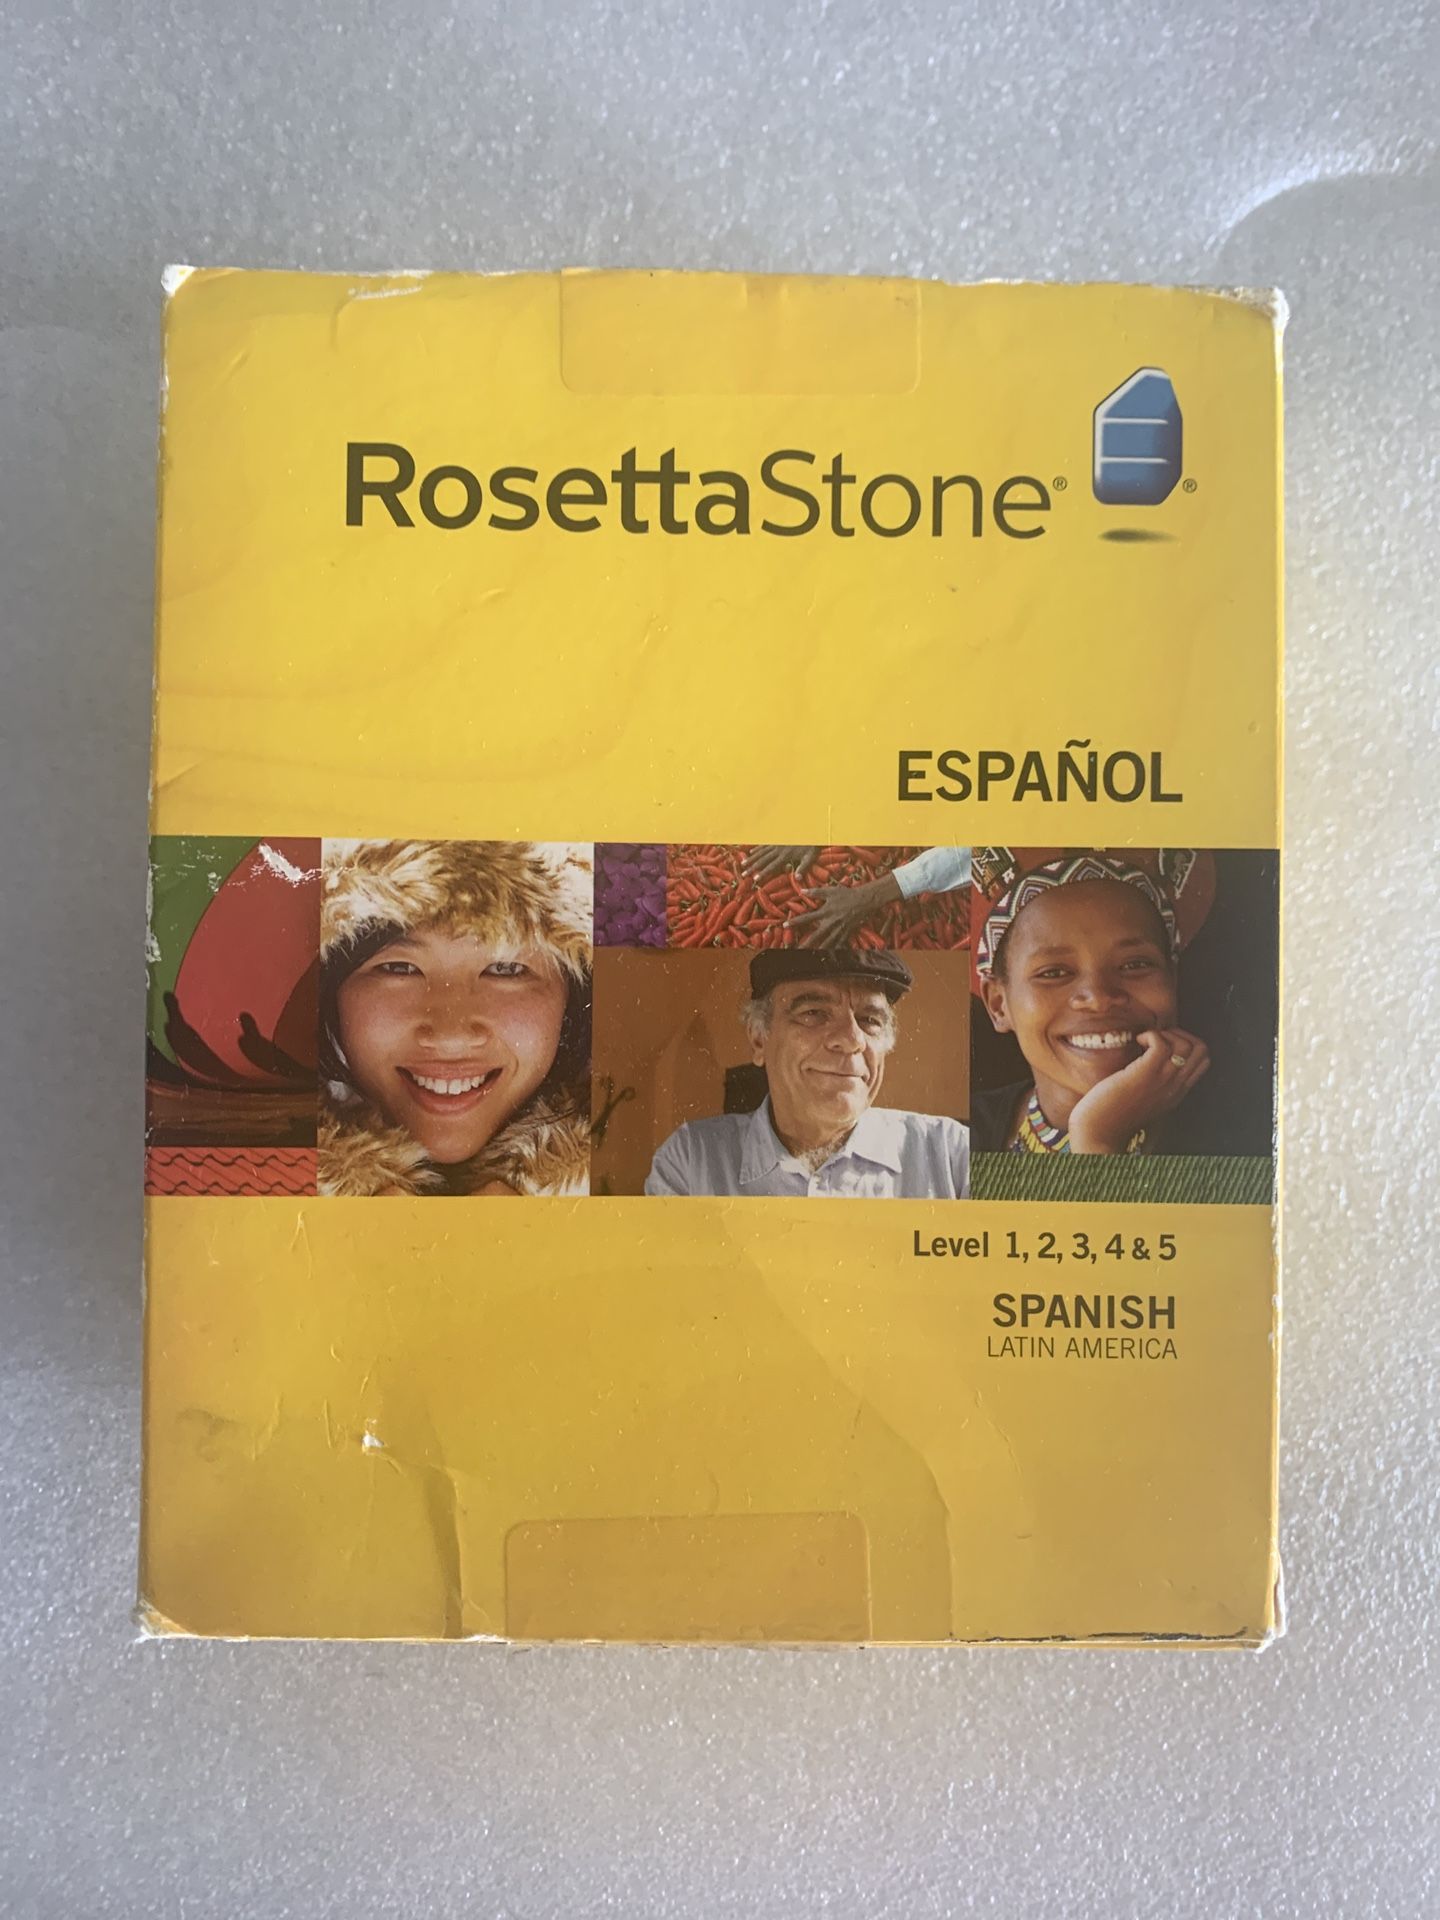 RosettaStone® ®
ESPAÑOL
Level 1, 2, 3, 4 & 5
SPANISH
LATIN AMERICA